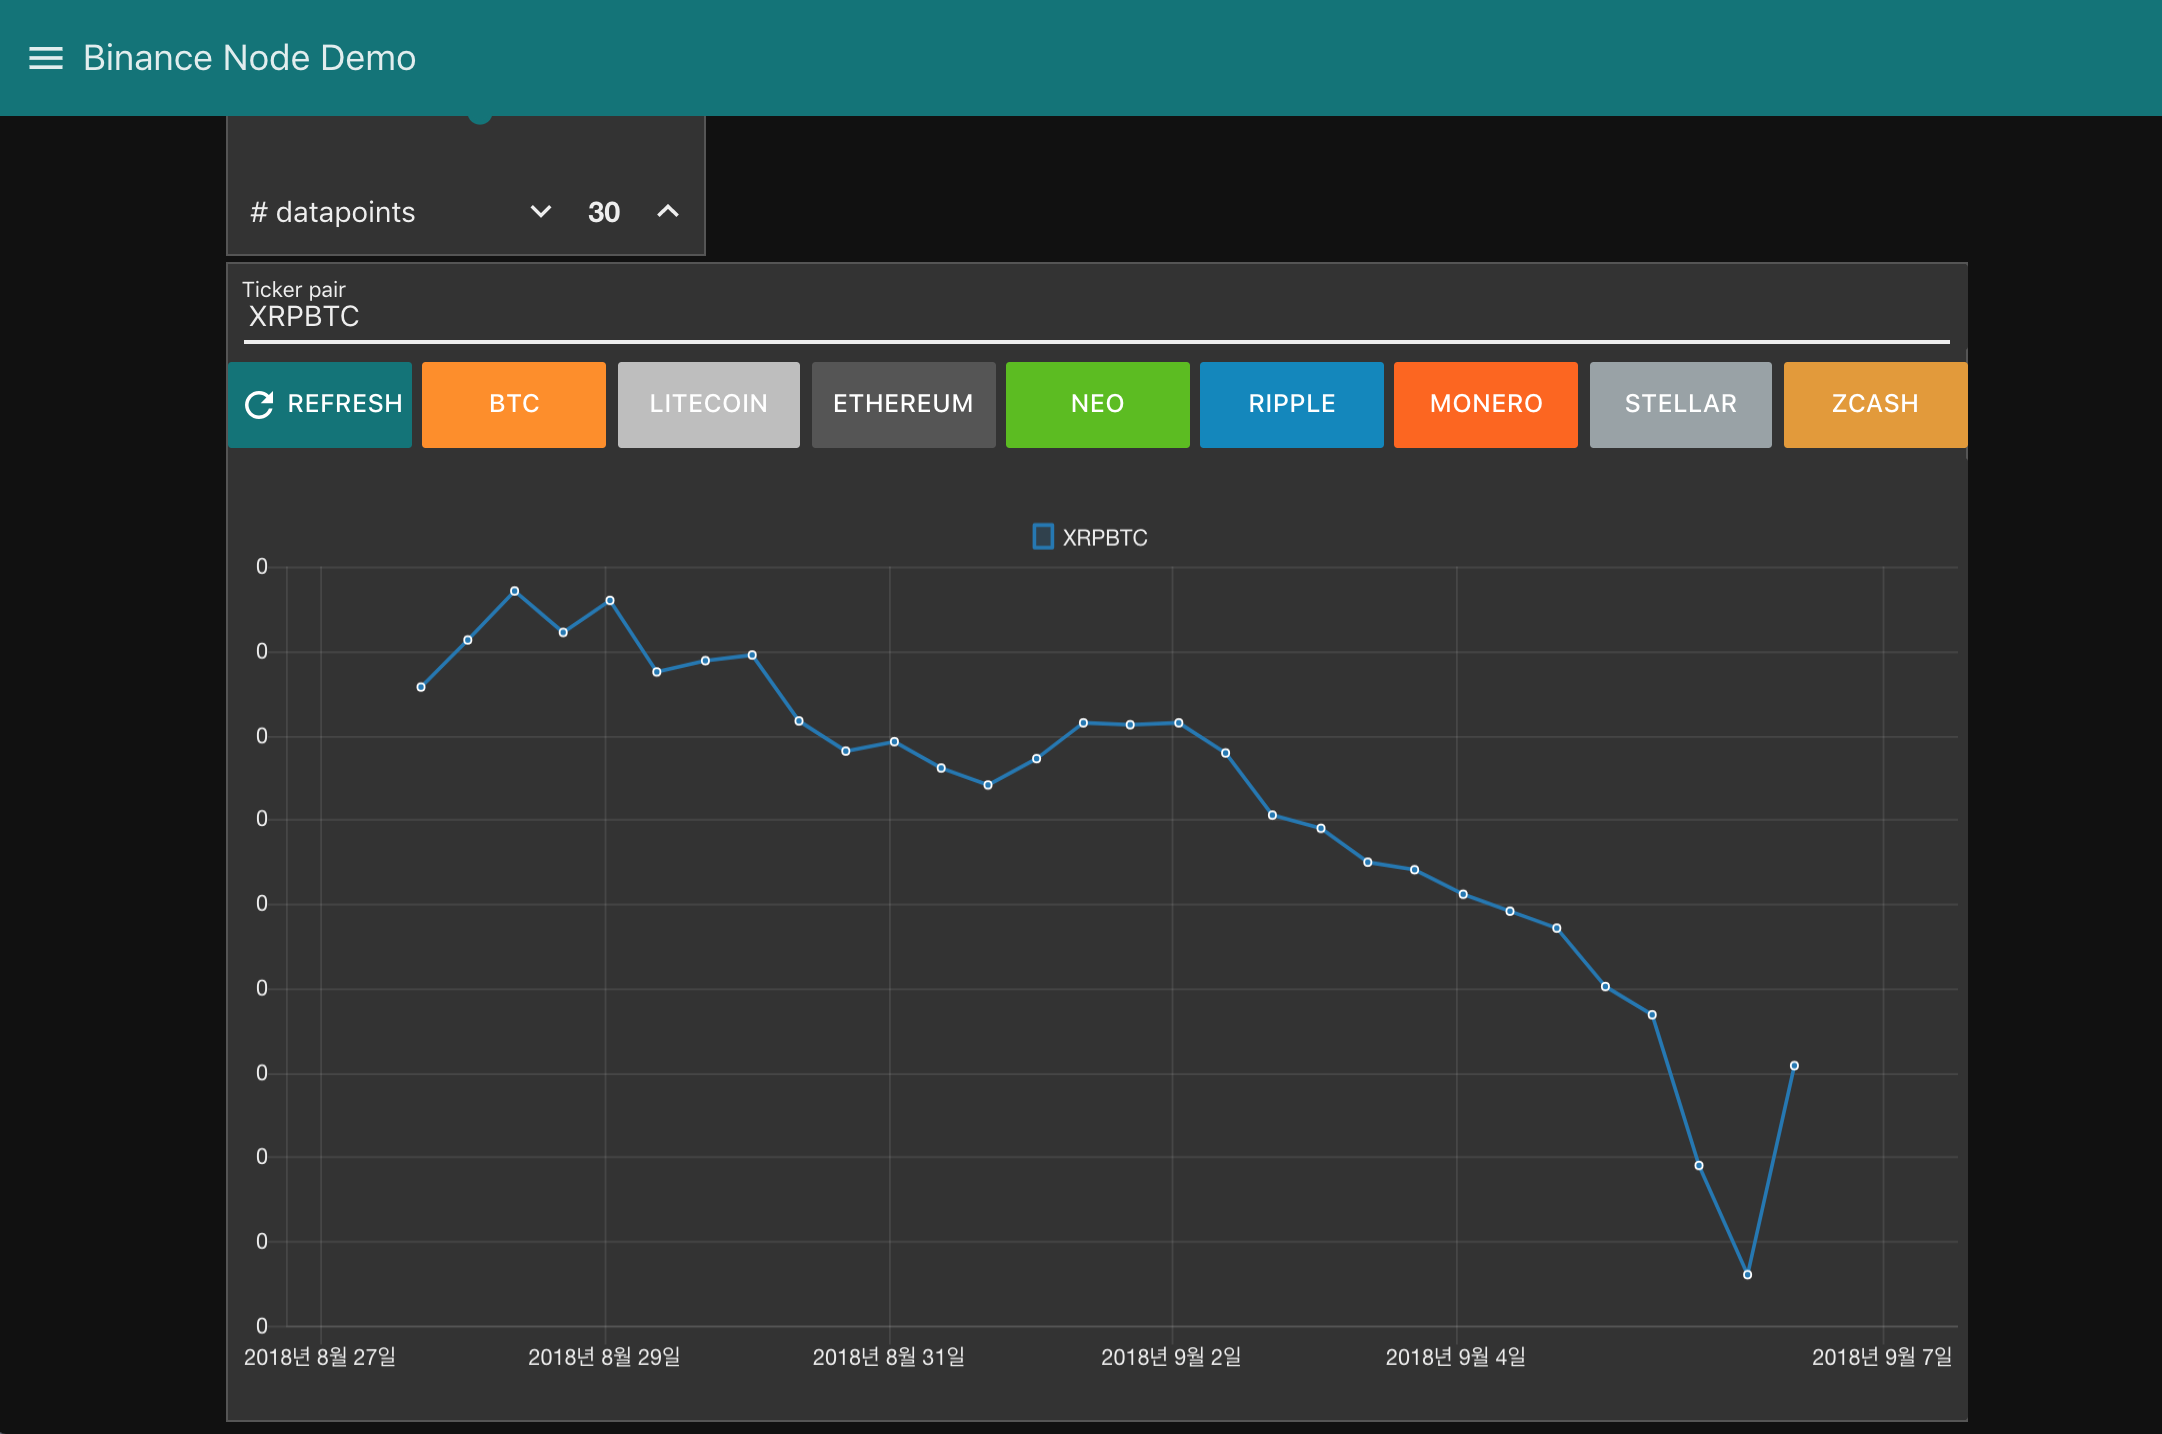 Binance Node Demo
# datapoints 30
Ticker pair
XRPBTC
REFRESH BTC LITECOIN ETHEREUM NEO RIPPLE MONERO STELLAR ZCASH
XRPBTC
0
0
0
0
0
0
0
0
0
0
2018년 8월 27일 2018년 8월 29일 2018년 8월 31일 2018년 9월 2일 2018년 9월 4일 2018년 9월 7일